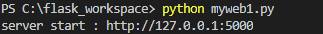 PS C:\flask_workspace> python myweb1.py
server start : http://127.0.0.1:5000